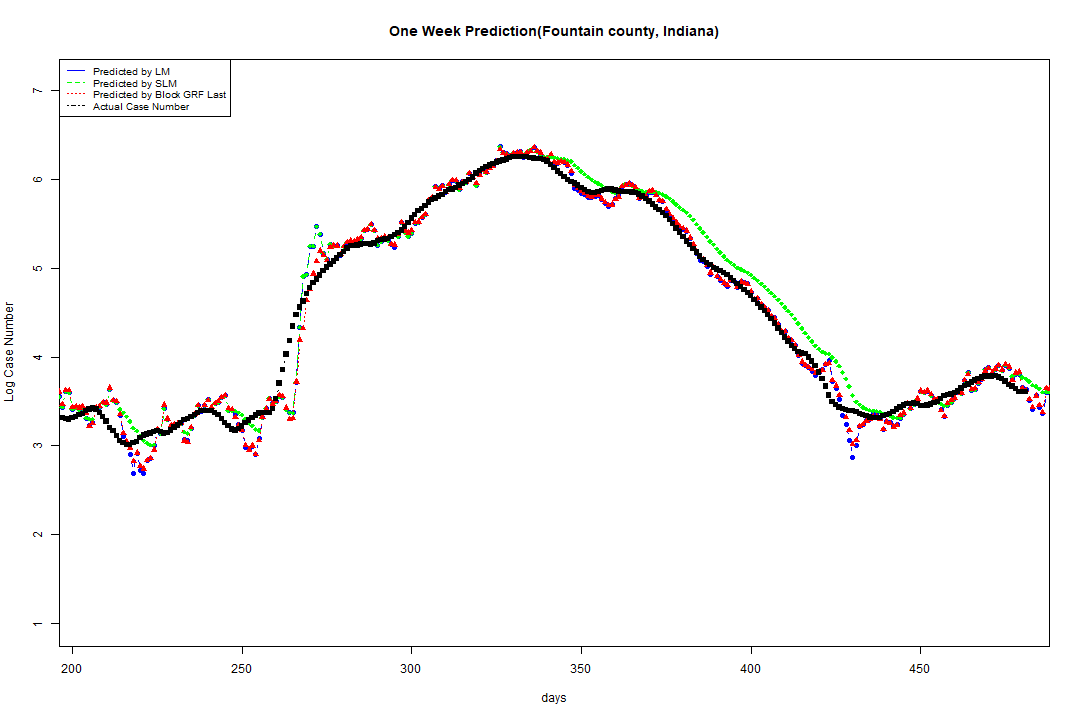 One Week Prediction(Fountain county, Indiana)
Predicted by LM
Predicted by SLM
Predicted by Block GRF Last
Actual Case Number
7
6
5
4
3
2
1
Log Case Number
200 250 300 350 400 450
days